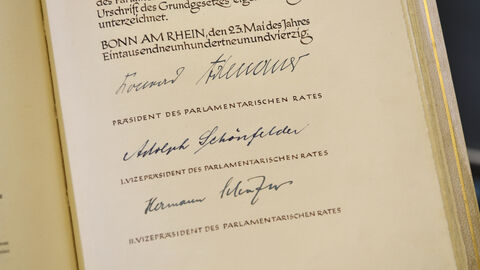 Urschrift des Grundgesetzes eigenhändig
unterzeichnet.
BONN AM RHEIN, den 23. Mai des Jahres
Eintausendneunhundertneunundvierzig
Konrad Adenauer
PRÄSIDENT DES PARLAMENTARISCHEN RATES
Adolph Schönfelder
I. VIZEPRÄSIDENT DES PARLAMENTARISCHEN RATES
Hermann Schäfer
II. VIZEPRÄSIDENT DES PARLAMENTARISCHEN RATES